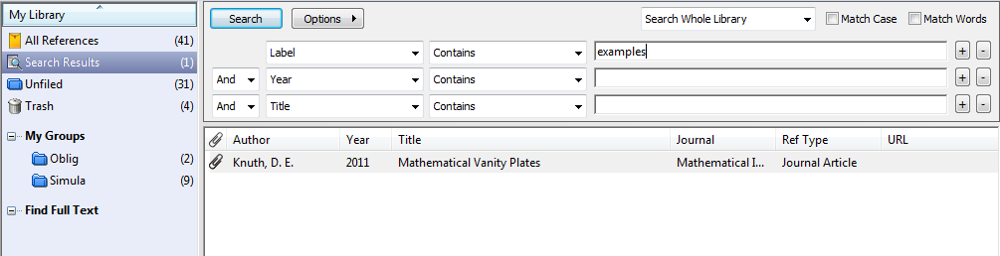 My Library
All References (41)
Search Results (1)
Unfiled (31)
Trash (4)
My Groups
Oblig (2)
Simula (9)
Find Full Text
Search Options Search Whole Library Match Case Match Words
Label Contains examples + -
And Year Contains + -
And Title Contains + -
Author Year Title Journal Ref Type URL
Knuth, D. E. 2011 Mathematical Vanity Plates Mathematical I... Journal Article